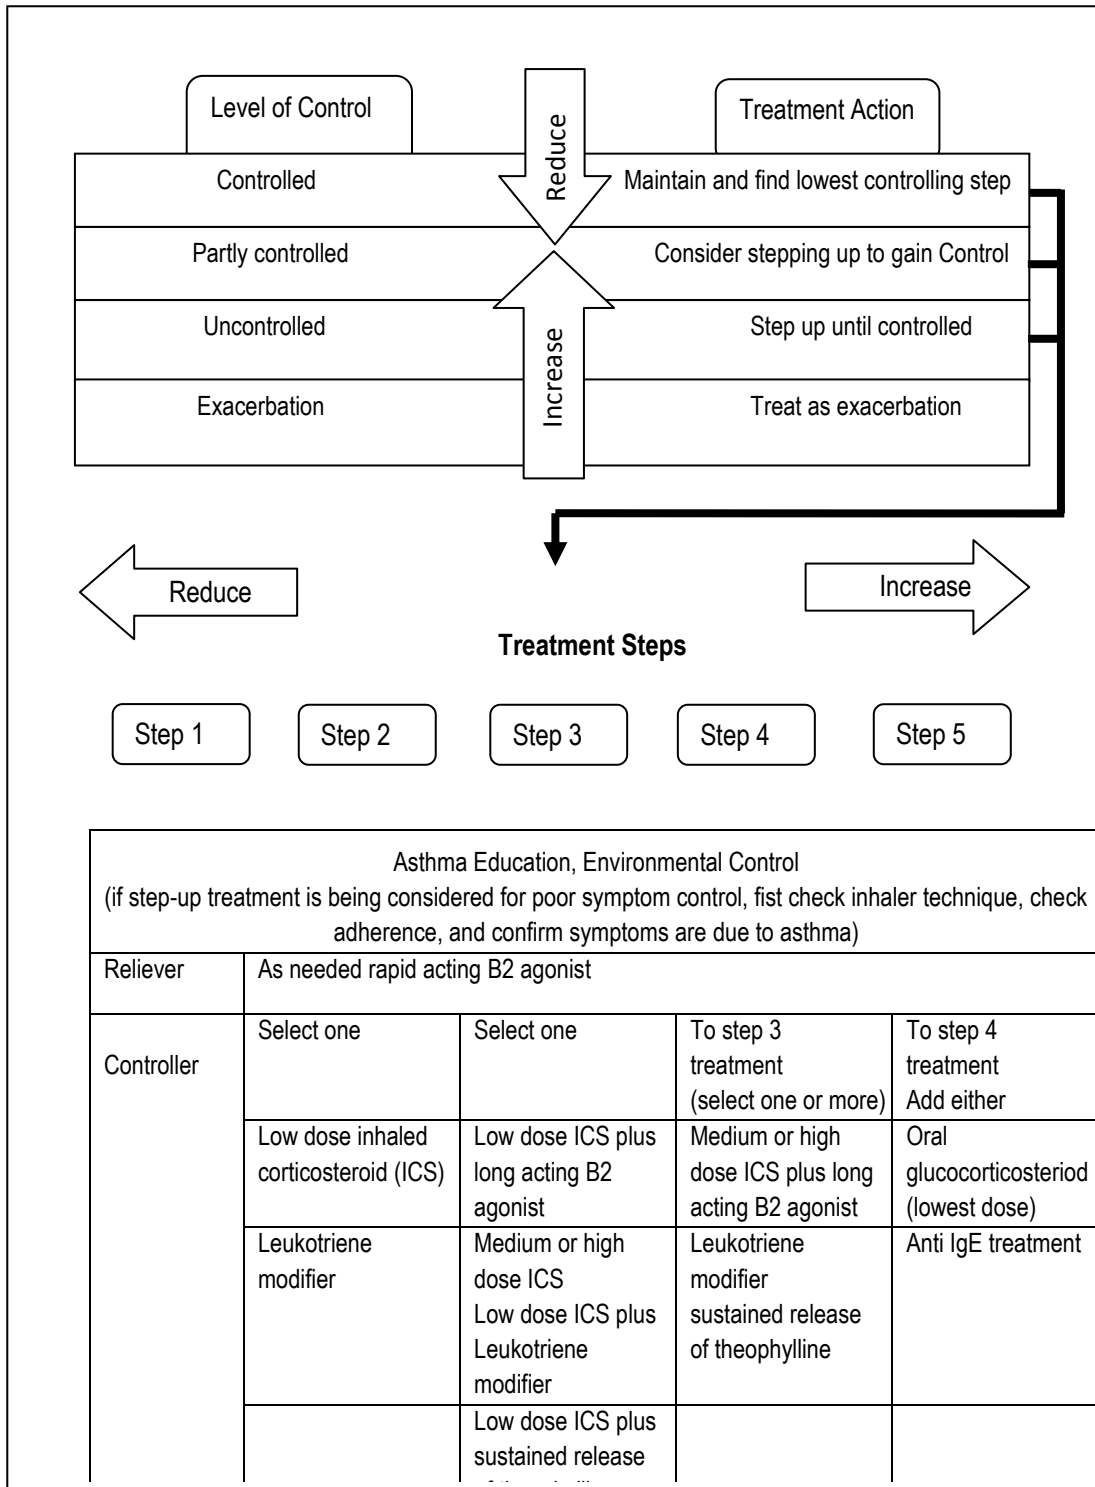 Level of Control
Treatment Action
Reduce
Controlled
Maintain and find lowest controlling step
Partly controlled
Consider stepping up to gain Control
Increase
Uncontrolled
Step up until controlled
Exacerbation
Treat as exacerbation
Reduce
Increase
Treatment Steps
Step 1
Step 2
Step 3
Step 4
Step 5
Asthma Education, Environmental Control
(if step-up treatment is being considered for poor symptom control, fist check inhaler technique, check
adherence, and confirm symptoms are due to asthma)
Reliever
As needed rapid acting B2 agonist
Controller
Select one
Select one
To step 3
treatment
(select one or more)
To step 4
treatment
Add either
Low dose inhaled
corticosteroid (ICS)
Low dose ICS plus
long acting B2
agonist
Medium or high
dose ICS plus long
acting B2 agonist
Oral
glucocorticosteriod
(lowest dose)
Leukotriene
modifier
Medium or high
dose ICS
Low dose ICS plus
Leukotriene
modifier
Leukotriene
modifier
sustained release
of theophylline
Anti IgE treatment
Low dose ICS plus
sustained release